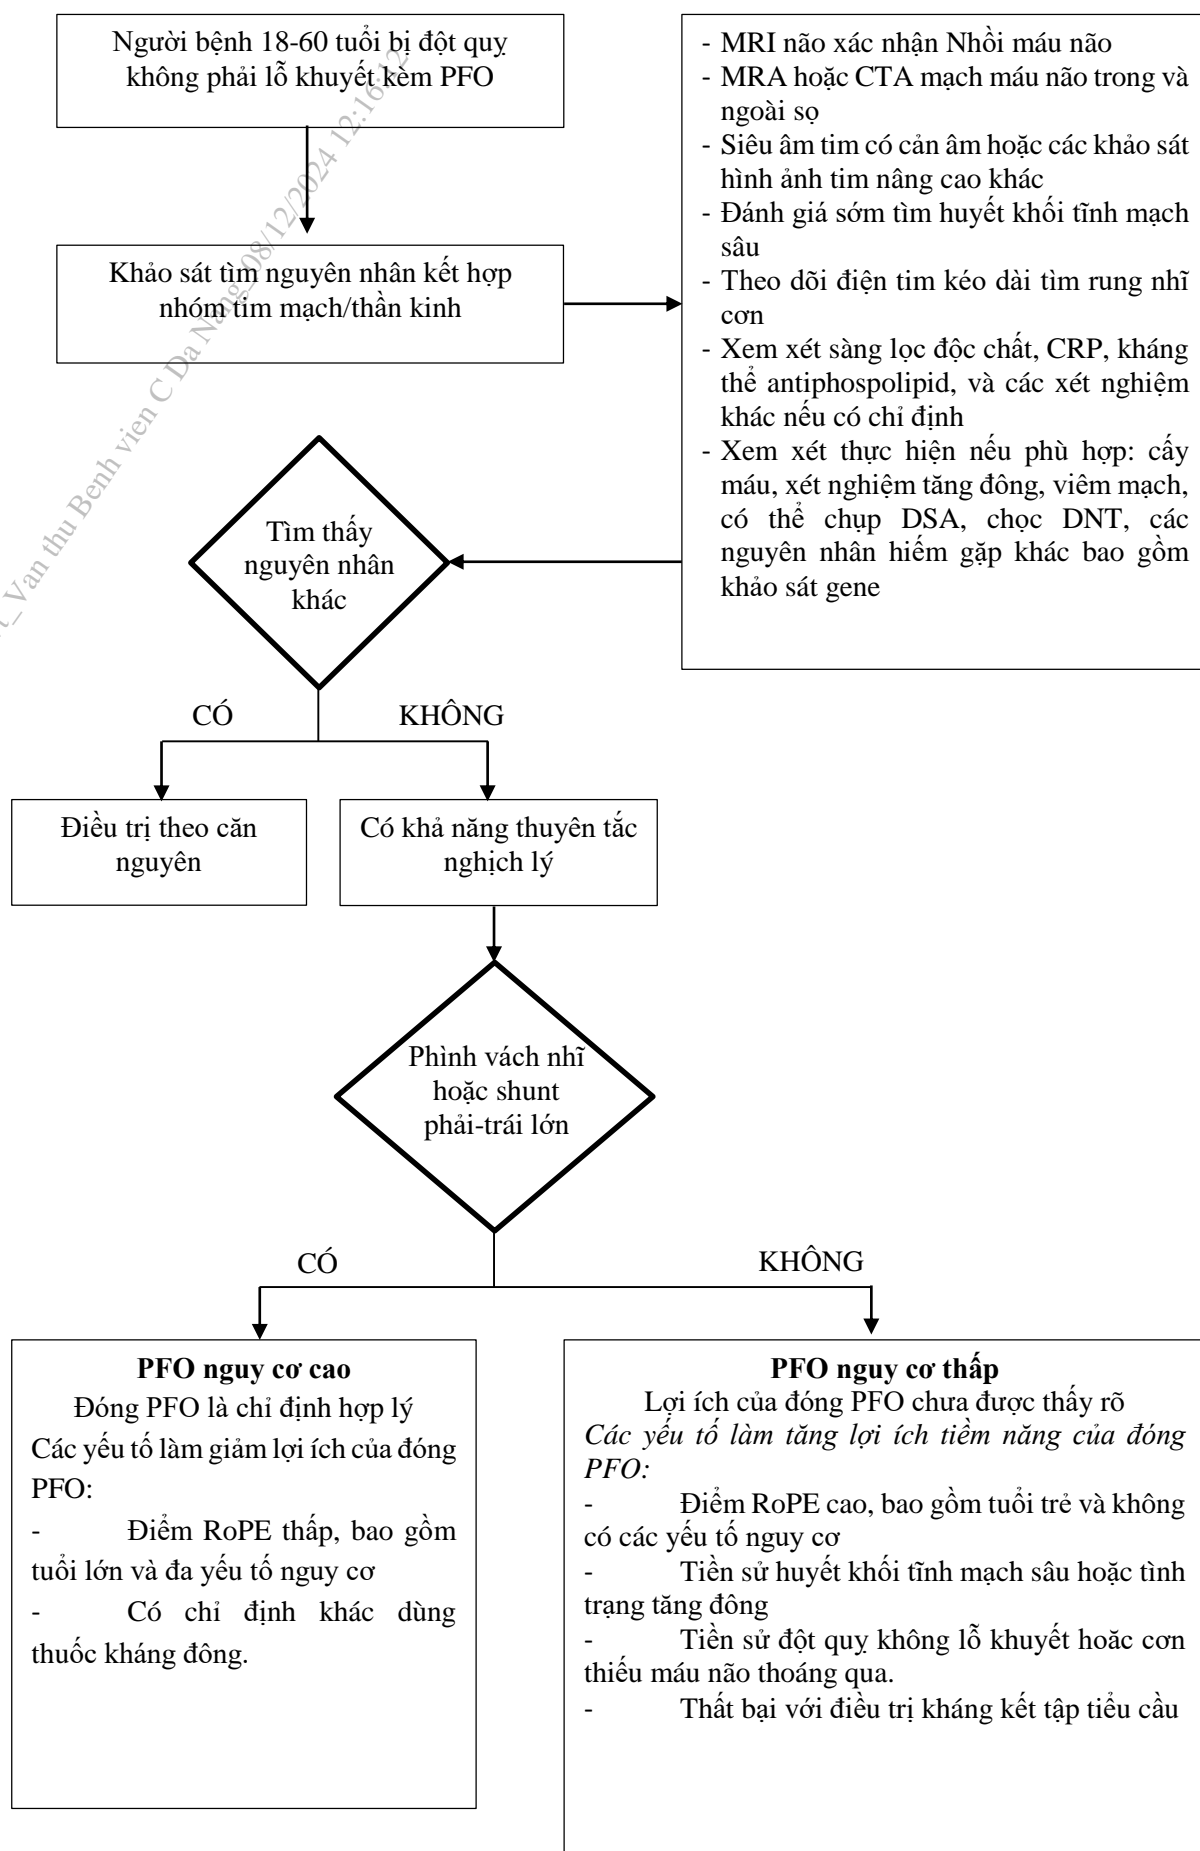 Người bệnh 18-60 tuổi bị đột quỵ
không phải lỗ khuyết kèm PFO
- MRI não xác nhận Nhồi máu não
- MRA hoặc CTA mạch máu não trong và
ngoài sọ
- Siêu âm tim có cản âm hoặc các khảo sát
hình ảnh tim nâng cao khác
- Đánh giá sớm tìm huyết khối tĩnh mạch
sâu
- Theo dõi điện tim kéo dài tìm rung nhĩ
cơn
- Xem xét sàng lọc độc chất, CRP, kháng
thể antiphospolipid, và các xét nghiệm
khác nếu có chỉ định
- Xem xét thực hiện nếu phù hợp: cấy
máu, xét nghiệm tăng đông, viêm mạch,
có thể chụp DSA, chọc DNT, các
nguyên nhân hiếm gặp khác bao gồm
khảo sát gene
Khảo sát tìm nguyên nhân kết hợp
nhóm tim mạch/thần kinh
Van thu Benh vien C Da Nang_08/12/2024 12:16:12
Tìm thấy
nguyên nhân
khác
CÓ
KHÔNG
Điều trị theo căn
nguyên
Có khả năng thuyên tắc
nghịch lý
Phình vách nhĩ
hoặc shunt
phải-trái lớn
CÓ
KHÔNG
PFO nguy cơ cao
Đóng PFO là chỉ định hợp lý
Các yếu tố làm giảm lợi ích của đóng
PFO:
- Điểm RoPE thấp, bao gồm
tuổi lớn và đa yếu tố nguy cơ
- Có chỉ định khác dùng
thuốc kháng đông.
PFO nguy cơ thấp
Lợi ích của đóng PFO chưa được thấy rõ
Các yếu tố làm tăng lợi ích tiềm năng của đóng
PFO:
- Điểm RoPE cao, bao gồm tuổi trẻ và không
có các yếu tố nguy cơ
- Tiền sử huyết khối tĩnh mạch sâu hoặc tình
trạng tăng đông
- Tiền sử đột quỵ không lỗ khuyết hoăc cơn
thiếu máu não thoáng qua.
- Thất bại với điều trị kháng kết tập tiểu cầu